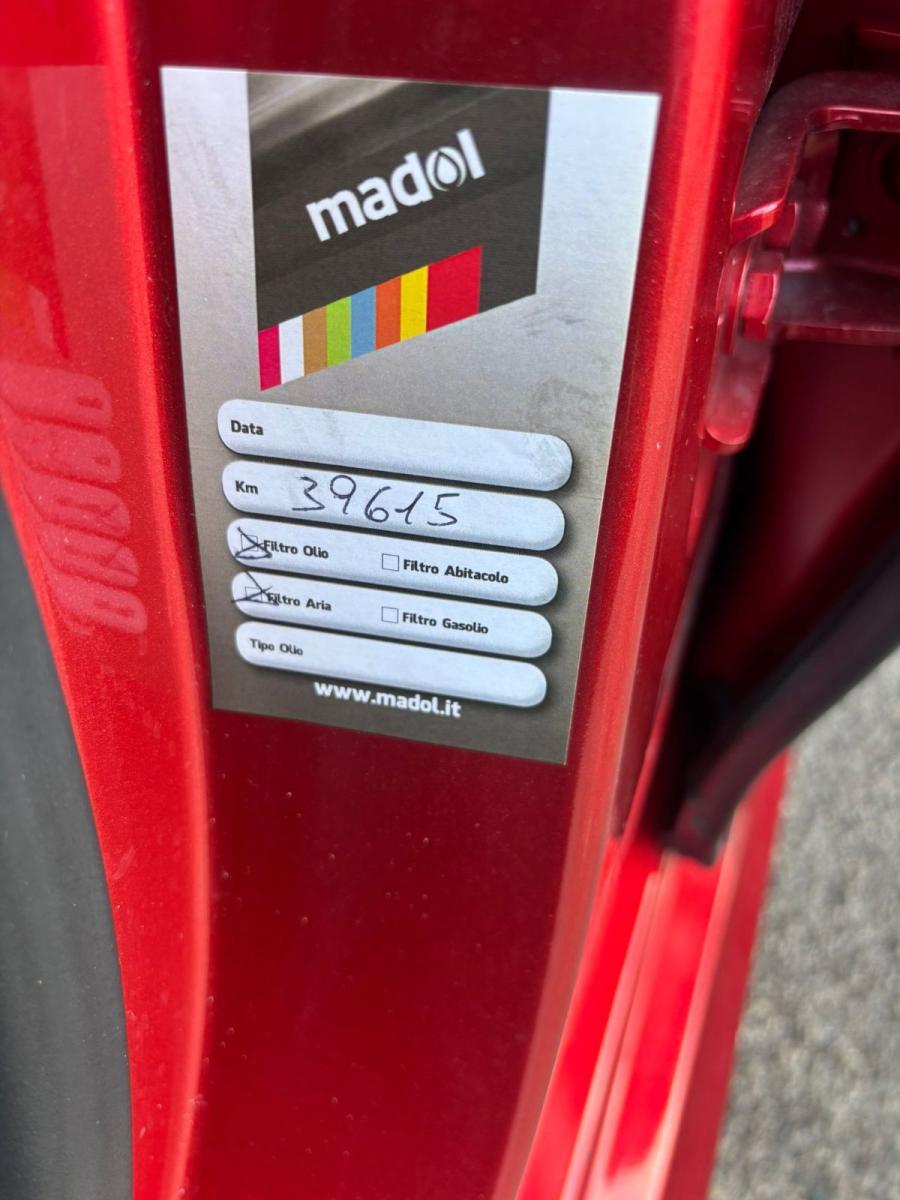 madol
Data
Km 39615
Filtro Olio Filtro Abitacolo
Filtro Aria Filtro Gasolio
Tipo Olio
www.madol.it